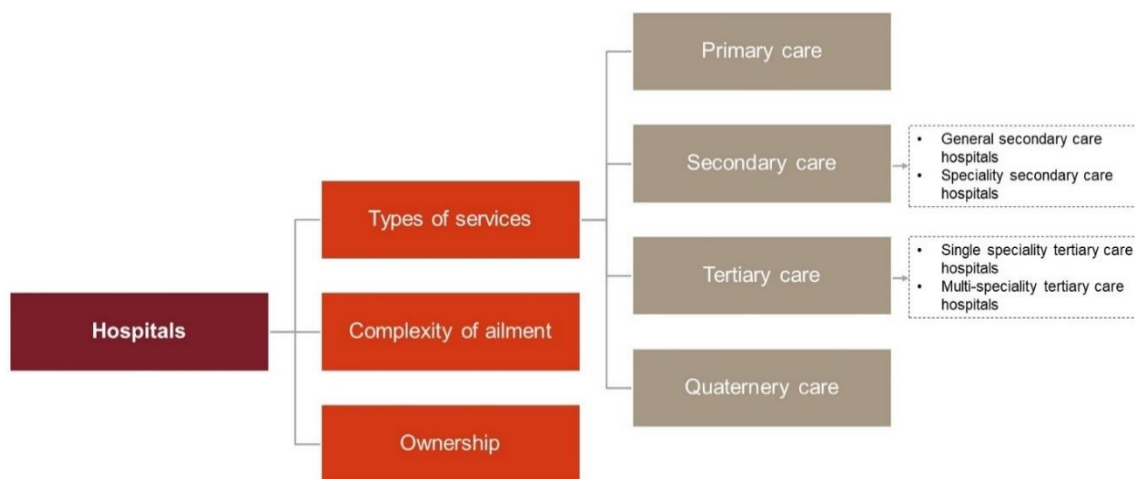 Hospitals
Types of services
Complexity of ailment
Ownership
Primary care
Secondary care
• General secondary care
hospitals
• Speciality secondary care
hospitals
Tertiary care
• Single speciality tertiary care
hospitals
• Multi-speciality tertiary care
hospitals
Quaternery care